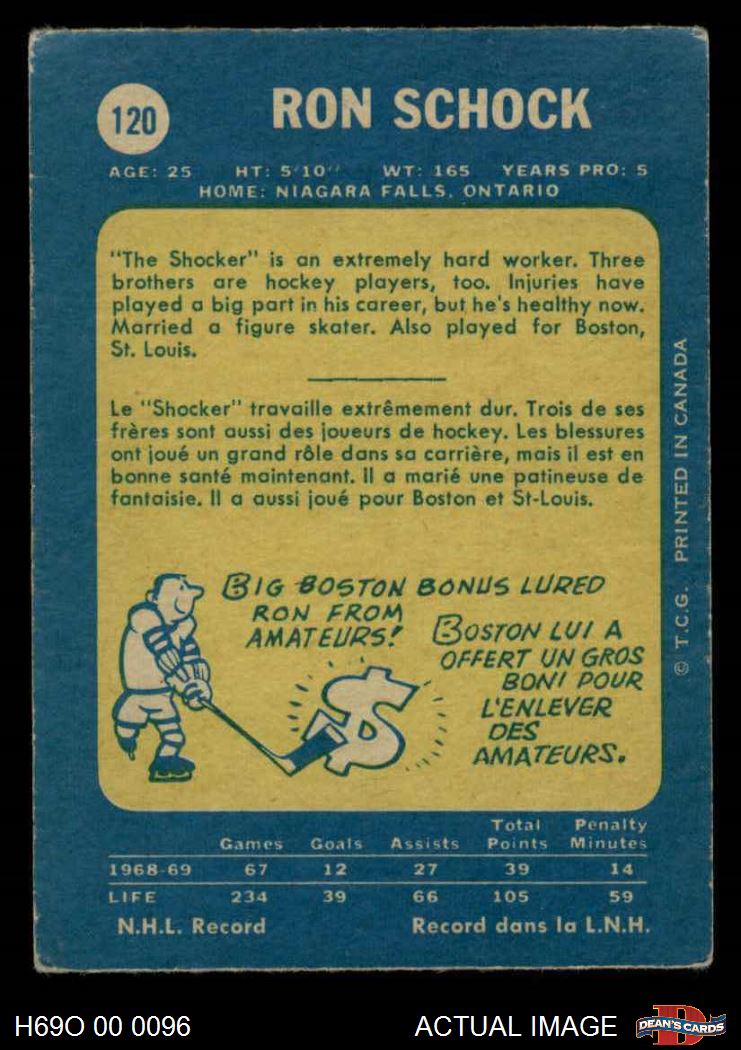 120
RON SCHOCK
AGE: 25 HT: 5'10'' WT: 165 YEARS PRO: 5
HOME: NIAGARA FALLS, ONTARIO
"The Shocker" is an extremely hard worker. Three
brothers are hockey players, too. Injuries have
played a big part in his career, but he's healthy now.
Married a figure skater. Also played for Boston,
St. Louis.
Le "Shocker" travaille extrêmement dur. Trois de ses
frères sont aussi des joueurs de hockey. Les blessures
ont joué un grand rôle dans sa carrière, mais il est en
bonne santé maintenant. Il a marié une patineuse de
fantaisie. Il a aussi joué pour Boston et St-Louis.
BIG BOSTON BONUS LURED
RON FROM
AMATEURS!
BOSTON LUI A
OFFERT UN GROS
BONI POUR
L'ENLEVER
DES
AMATEURS.
$
© T.C.G. PRINTED IN CANADA
Games Goals Assists Total Points Penalty Minutes
1968-69 67 12 27 39 14
LIFE 234 39 66 105 59
N.H.L. Record Record dans la L.N.H.
H69O 00 0096 ACTUAL IMAGE
D
DEAN'S CARDS